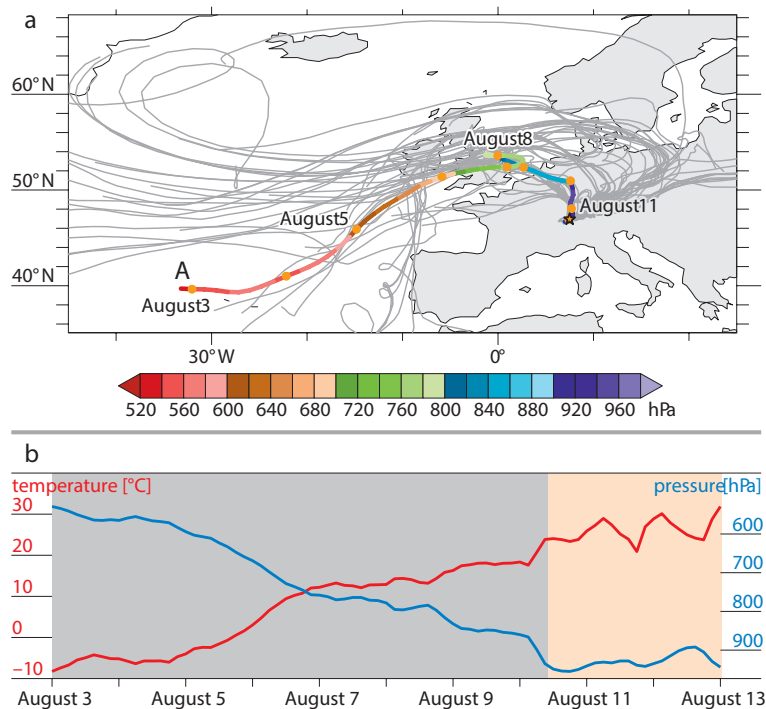 a
60°N
50°N
40°N
August8
August5
August11
A
August3
30°W
0°
520 560 600 640 680 720 760 800 840 880 920 960 hPa
b
temperature [°C]
pressure[hPa]
30
20
10
0
−10
600
700
800
900
August 3 August 5 August 7 August 9 August 11 August 13